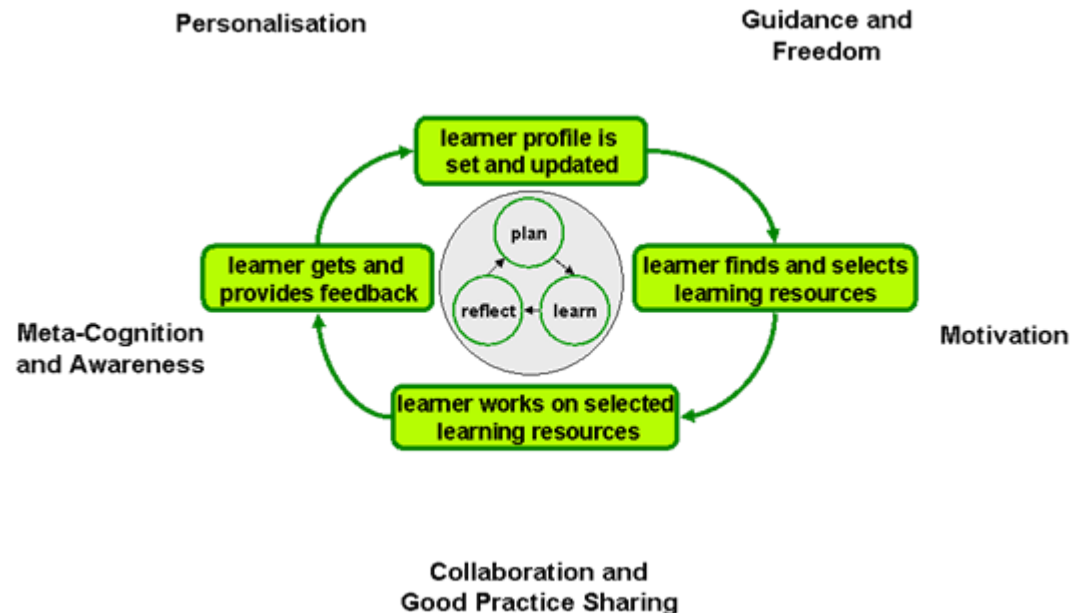 Personalisation
Guidance and
Freedom
learner profile is
set and updated
plan
learner gets and
provides feedback
learner finds and selects
learning resources
reflect
learn
Meta-Cognition
and Awareness
Motivation
learner works on selected
learning resources
Collaboration and
Good Practice Sharing